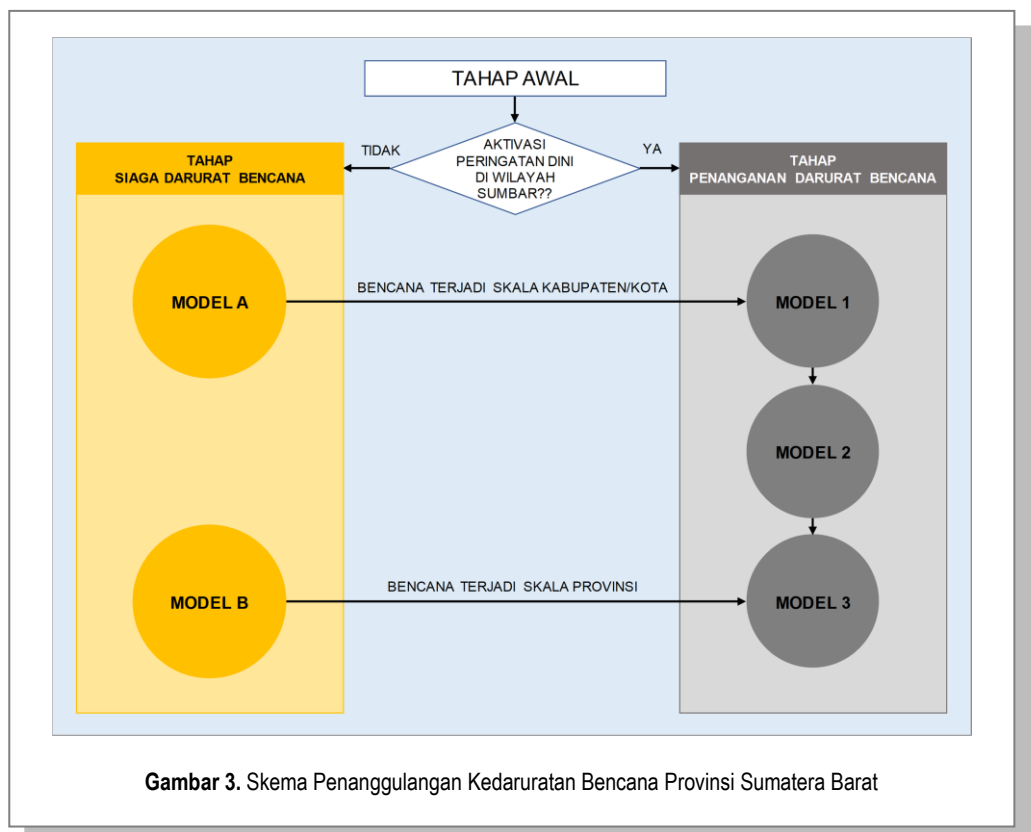 TAHAP AWAL
AKTIVASI
PERINGATAN DINI
DI WILAYAH
SUMBAR??
TIDAK
YA
TAHAP
SIAGA DARURAT BENCANA
TAHAP
PENANGANAN DARURAT BENCANA
MODEL A
BENCANA TERJADI SKALA KABUPATEN/KOTA
MODEL 1
MODEL 2
MODEL B
BENCANA TERJADI SKALA PROVINSI
MODEL 3
Gambar 3. Skema Penanggulangan Kedaruratan Bencana Provinsi Sumatera Barat